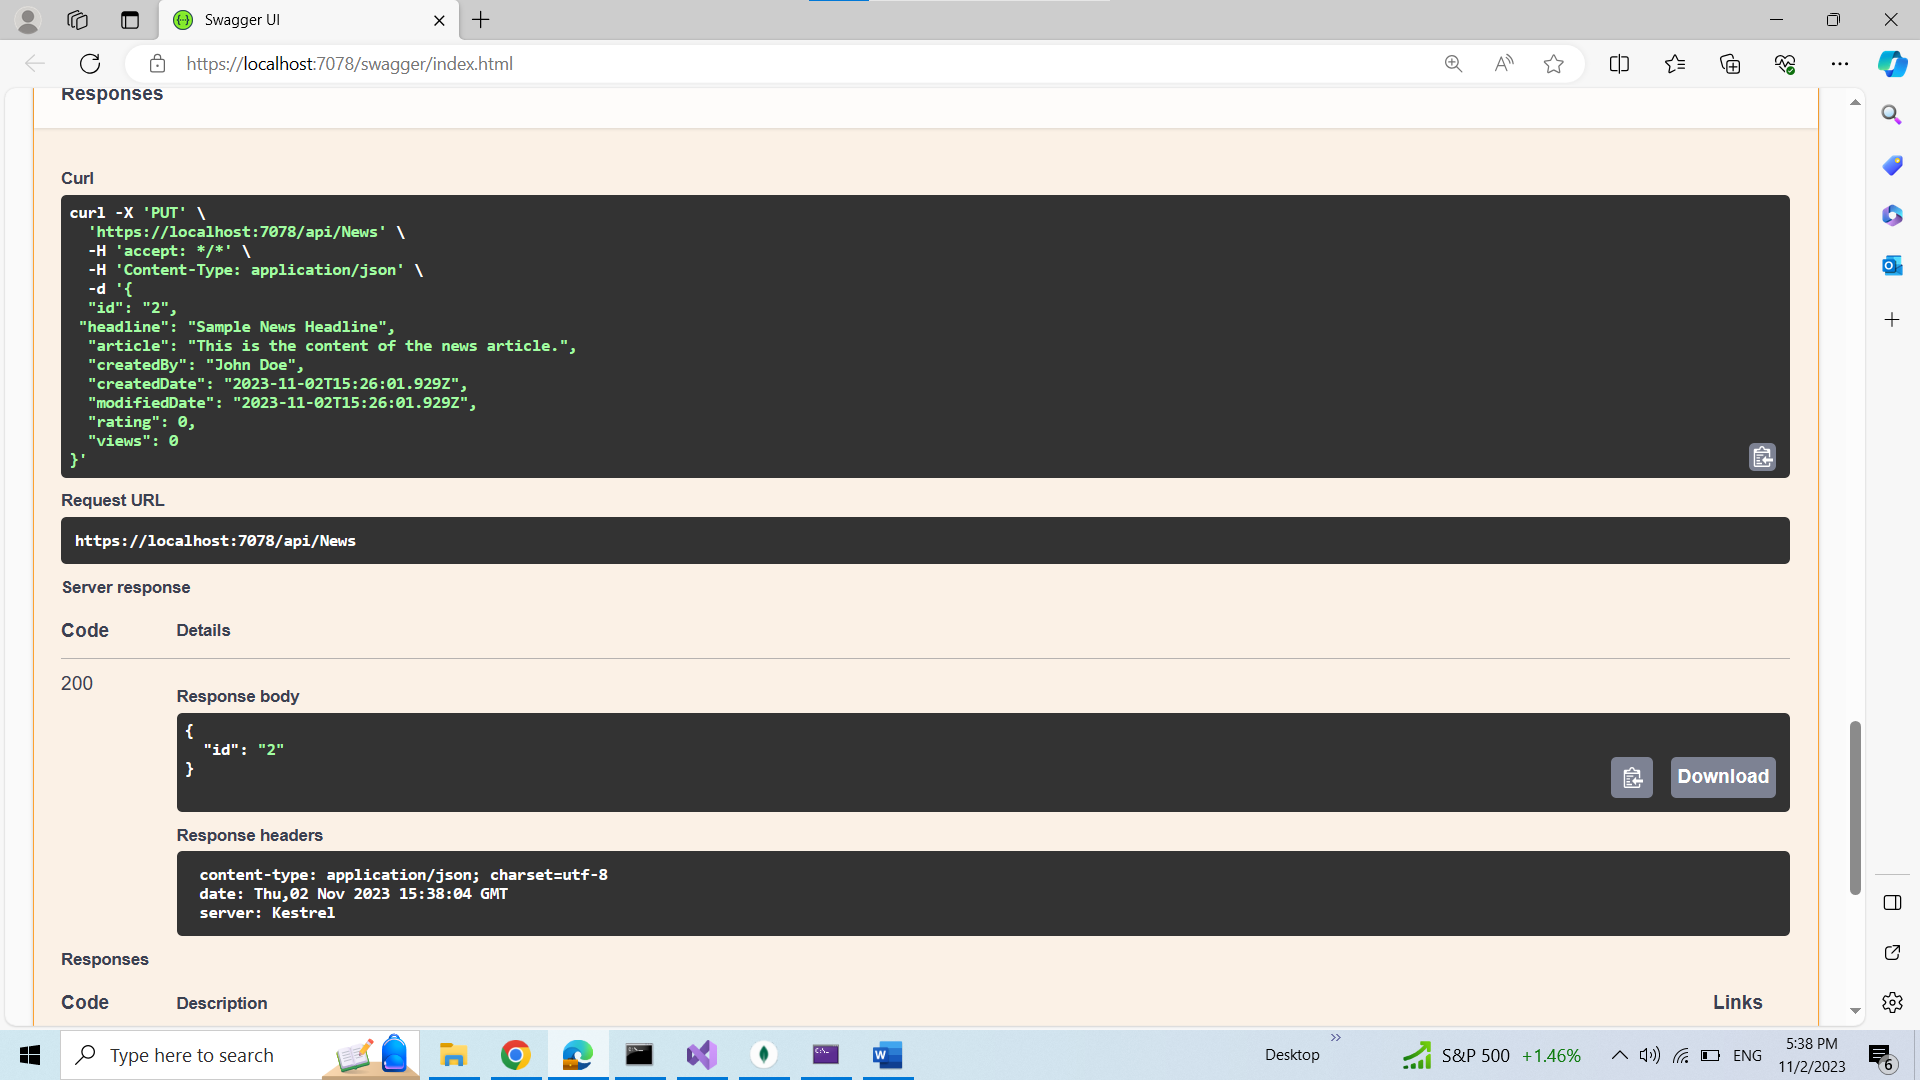 Swagger UI
https://localhost:7078/swagger/index.html
Responses
Curl
curl -X 'PUT' \
  'https://localhost:7078/api/News' \
  -H 'accept: */*' \
  -H 'Content-Type: application/json' \
  -d '{
  "id": "2",
 "headline": "Sample News Headline",
  "article": "This is the content of the news article.",
  "createdBy": "John Doe",
  "createdDate": "2023-11-02T15:26:01.929Z",
  "modifiedDate": "2023-11-02T15:26:01.929Z",
  "rating": 0,
  "views": 0
}'
Request URL
https://localhost:7078/api/News
Server response
Code Details
200
Response body
{
  "id": "2"
}
Download
Response headers
content-type: application/json; charset=utf-8
date: Thu,02 Nov 2023 15:38:04 GMT
server: Kestrel
Responses
Code Description Links
Type here to search
Desktop
S&P 500 +1.46%
ENG
5:38 PM
11/2/2023
6